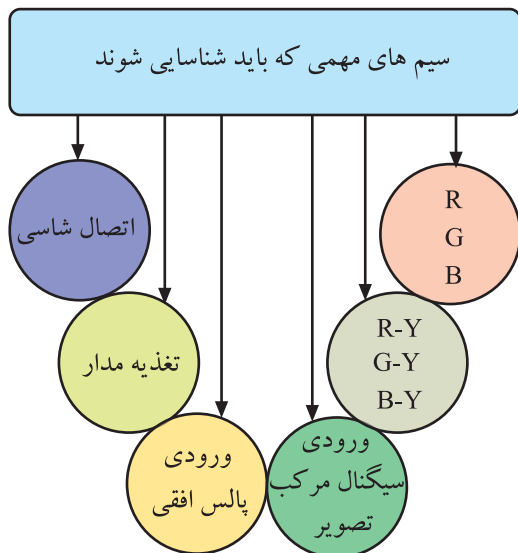 سیم های مهمی که باید شناسایی شوند
R
G
B
R-Y
G-Y
B-Y
ورودی
سیگنال مرکب
تصویر
ورودی
پالس افقی
تغذیه مدار
اتصال شاسی